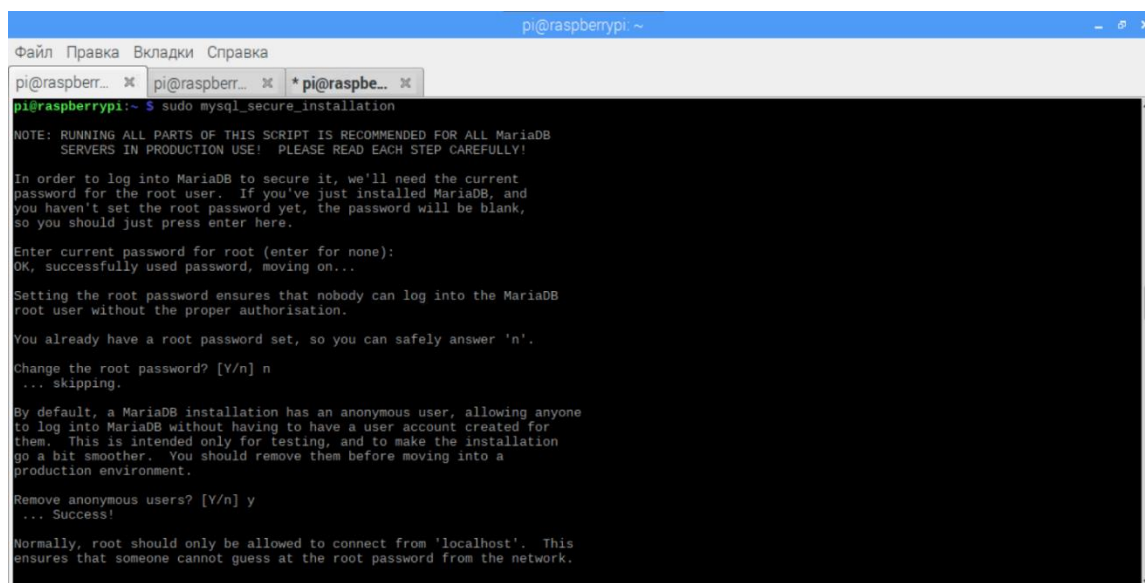 pi@raspberrypi: ~
Файл Правка Вкладки Справка
pi@raspberr... pi@raspberr... * pi@raspbe...
pi@raspberrypi:~ $ sudo mysql_secure_installation
NOTE: RUNNING ALL PARTS OF THIS SCRIPT IS RECOMMENDED FOR ALL MariaDB
SERVERS IN PRODUCTION USE!  PLEASE READ EACH STEP CAREFULLY!
In order to log into MariaDB to secure it, we'll need the current
password for the root user.  If you've just installed MariaDB, and
you haven't set the root password yet, the password will be blank,
so you should just press enter here.
Enter current password for root (enter for none):
OK, successfully used password, moving on...
Setting the root password ensures that nobody can log into the MariaDB
root user without the proper authorisation.
You already have a root password set, so you can safely answer 'n'.
Change the root password? [Y/n] n
... skipping.
By default, a MariaDB installation has an anonymous user, allowing anyone
to log into MariaDB without having to have a user account created for
them.  This is intended only for testing, and to make the installation
go a bit smoother.  You should remove them before moving into a
production environment.
Remove anonymous users? [Y/n] y
... Success!
Normally, root should only be allowed to connect from 'localhost'.  This
ensures that someone cannot guess at the root password from the network.